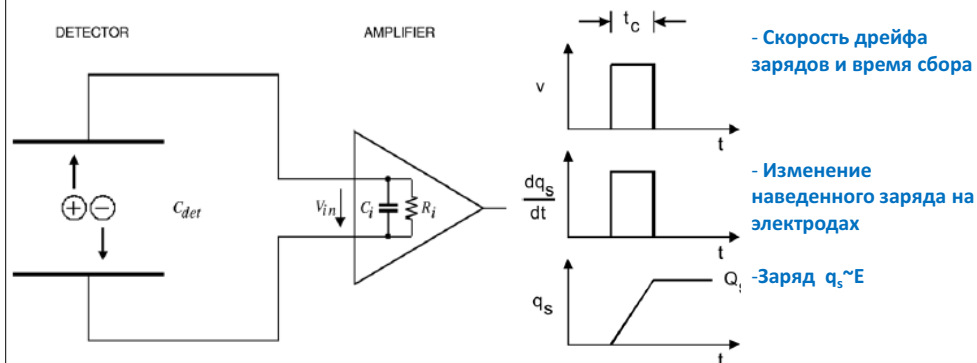 DETECTOR
AMPLIFIER
t_c
- Скорость дрейфа
зарядов и время сбора
v
t
+ −
C_det
V_in
C_i
R_i
dq_s
dt
t
- Изменение
наведенного заряда на
электродах
-Заряд q_s~E
q_s
Q_s
t